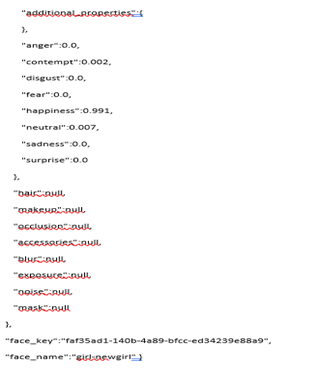 "additional_properties":{
},
"anger":0.0,
"contempt":0.002,
"disgust":0.0,
"fear":0.0,
"happiness":0.991,
"neutral":0.007,
"sadness":0.0,
"surprise":0.0
},
"hair":null,
"makeup":null,
"occlusion":null,
"accessories":null,
"blur":null,
"exposure":null,
"noise":null,
"mask":null
},
"face_key":"faf35ad1-140b-4a89-bfcc-ed34239e88a9",
"face_name":"girl-newgirl" }